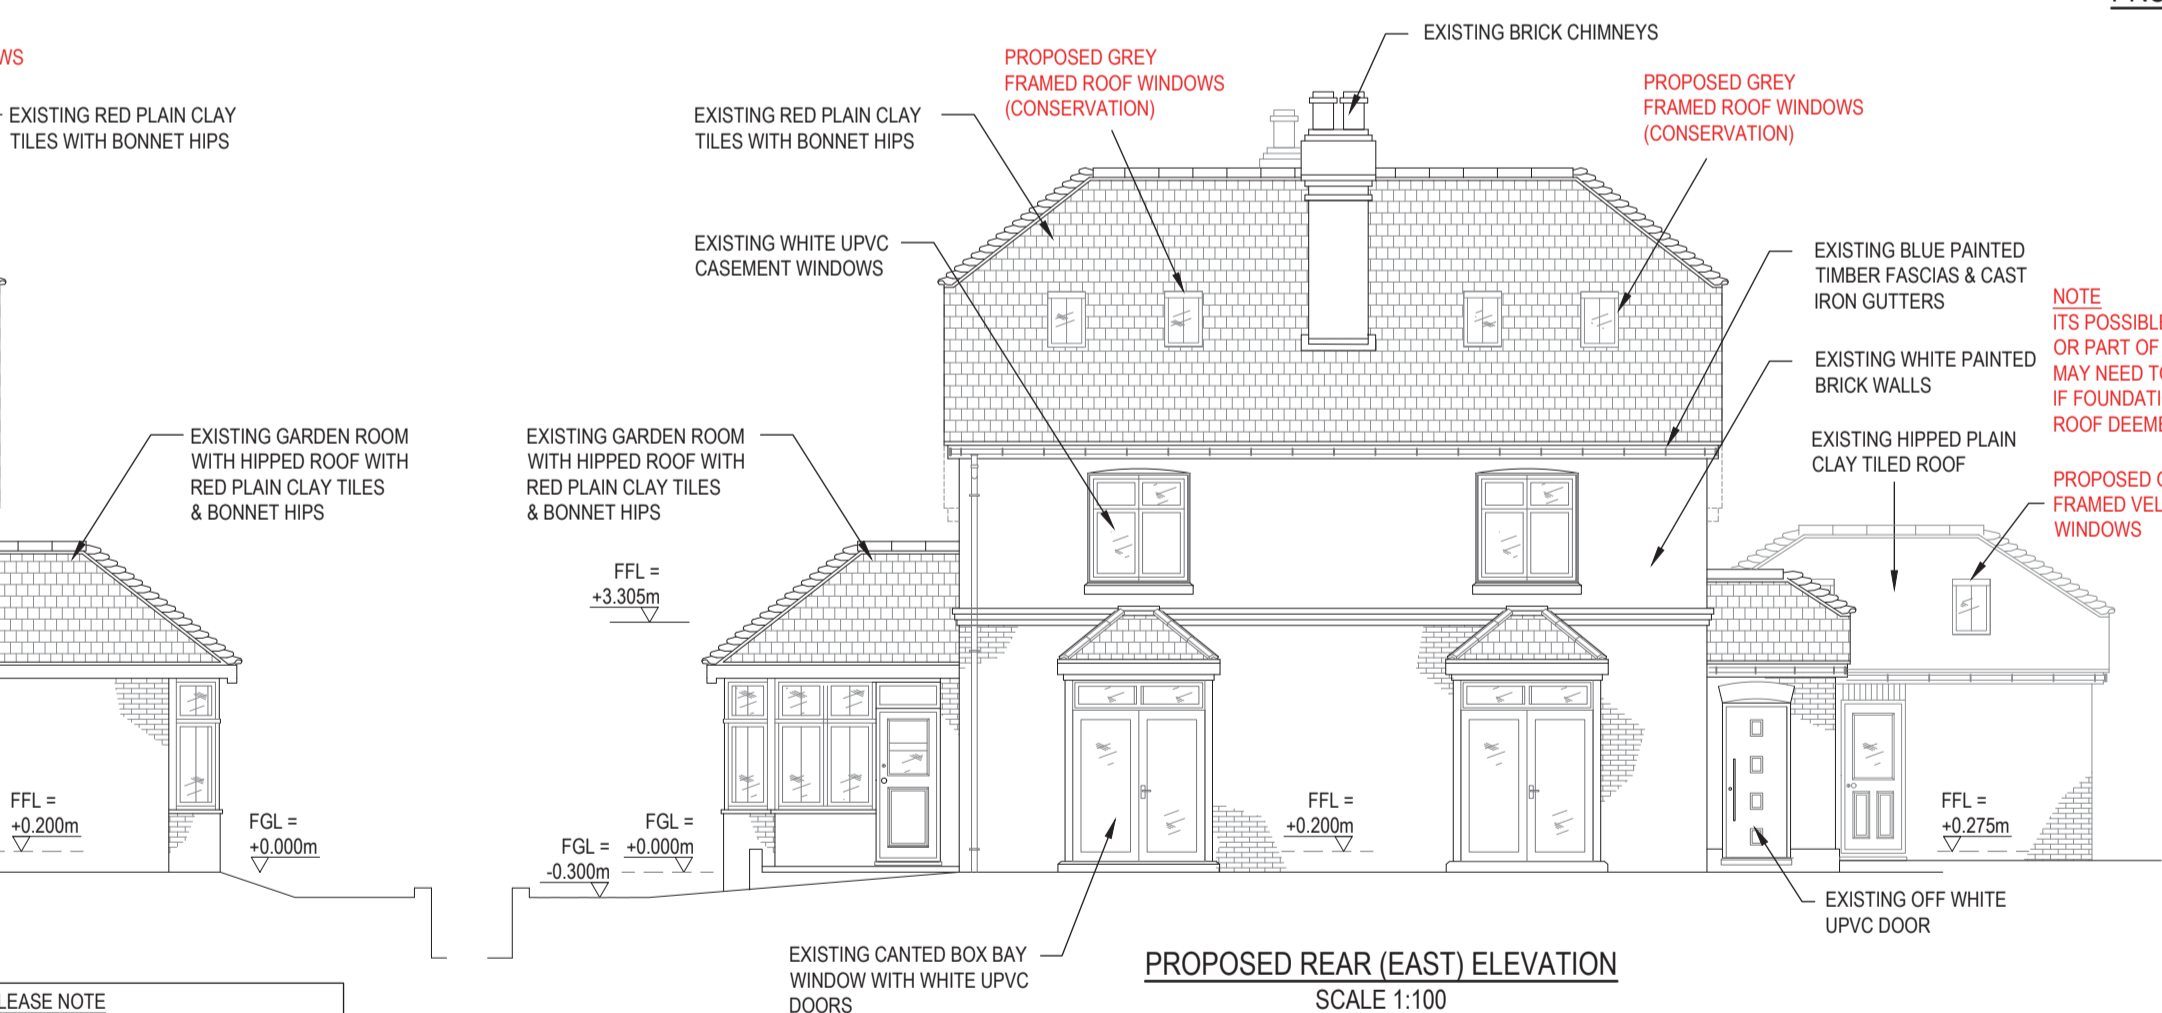 WS
EXISTING RED PLAIN CLAY
TILES WITH BONNET HIPS
EXISTING GARDEN ROOM
WITH HIPPED ROOF WITH
RED PLAIN CLAY TILES
& BONNET HIPS
FFL =
+0.200m
FGL =
+0.000m
LEASE NOTE
EXISTING BRICK CHIMNEYS
PROPOSED GREY
FRAMED ROOF WINDOWS
(CONSERVATION)
PROPOSED GREY
FRAMED ROOF WINDOWS
(CONSERVATION)
EXISTING RED PLAIN CLAY
TILES WITH BONNET HIPS
EXISTING WHITE UPVC
CASEMENT WINDOWS
EXISTING GARDEN ROOM
WITH HIPPED ROOF WITH
RED PLAIN CLAY TILES
& BONNET HIPS
FFL =
+3.305m
EXISTING BLUE PAINTED
TIMBER FASCIAS & CAST
IRON GUTTERS
EXISTING WHITE PAINTED
BRICK WALLS
EXISTING HIPPED PLAIN
CLAY TILED ROOF
NOTE
ITS POSSIBLE
OR PART OF
MAY NEED TO
IF FOUNDATI
ROOF DEEME
PROPOSED G
FRAMED VEL
WINDOWS
FGL =
+0.000m
FGL =
-0.300m
FFL =
+0.200m
FFL =
+0.275m
EXISTING OFF WHITE
UPVC DOOR
EXISTING CANTED BOX BAY
WINDOW WITH WHITE UPVC
DOORS
PROPOSED REAR (EAST) ELEVATION
SCALE 1:100